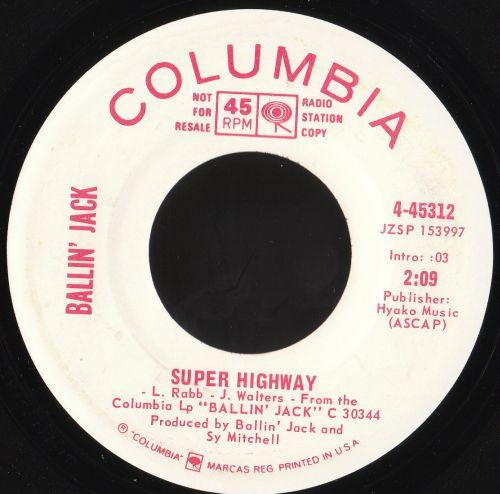 COLUMBIA
NOT FOR RESALE
45 RPM
RADIO STATION COPY
BALLIN' JACK
4-45312
JZSP 153997
Intro: :03
2:09
Publisher:
Hyako Music
(ASCAP)
SUPER HIGHWAY
- L. Rabb - J. Walters - From the
Columbia Lp "BALLIN' JACK" C 30344
Produced by Ballin' Jack and
Sy Mitchell
℗ "COLUMBIA" MARCAS REG. PRINTED IN U.S.A